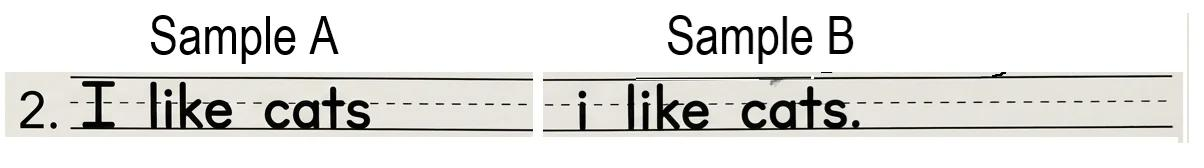 Sample A
Sample B
2. I like cats
i like cats.